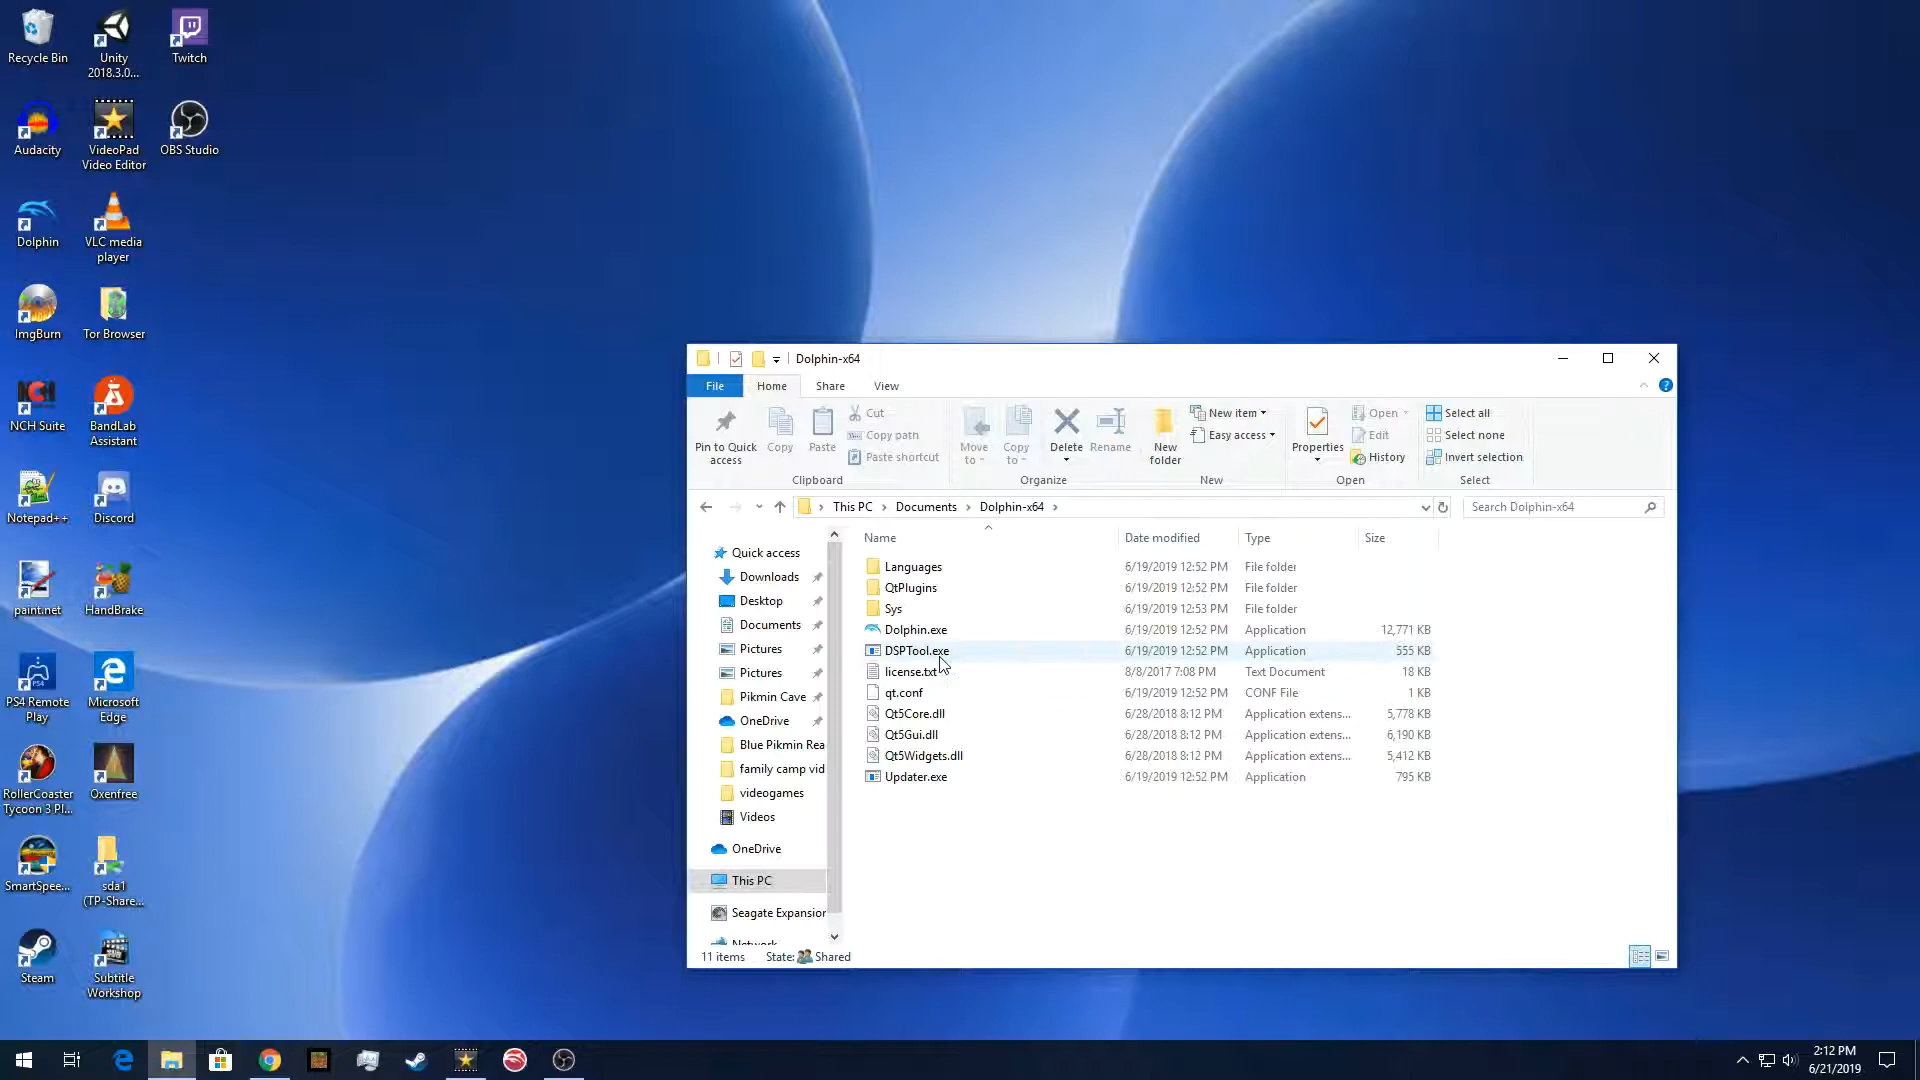 Recycle Bin
Unity
2018.3.0...
Twitch
Audacity
VideoPad
Video Editor
OBS Studio
Dolphin
VLC media
player
ImgBurn
Tor Browser
NCH Suite
BandLab
Assistant
Notepad++
Discord
paint.net
HandBrake
PS4 Remote
Play
Microsoft
Edge
RollerCoaster
Tycoon 3 Pl...
Oxenfree
SmartSpee...
sda1
(TP-Share...
Steam
Subtitle
Workshop
Dolphin-x64
File
Home
Share
View
Pin to Quick
access
Copy
Paste
Cut
Copy path
Paste shortcut
Clipboard
Move
to
Copy
to
Delete
Rename
Organize
New
folder
New item
Easy access
New
Properties
Open
Edit
History
Open
Select all
Select none
Invert selection
Select
This PC > Documents > Dolphin-x64 >
Search Dolphin-x64
Quick access
Downloads
Desktop
Documents
Pictures
Pictures
Pikmin Cave
OneDrive
Blue Pikmin Rea
family camp vid
videogames
Videos
OneDrive
This PC
Seagate Expansion
Network
Name Date modified Type Size
Languages 6/19/2019 12:52 PM File folder
QtPlugins 6/19/2019 12:52 PM File folder
Sys 6/19/2019 12:53 PM File folder
Dolphin.exe 6/19/2019 12:52 PM Application 12,771 KB
DSPTool.exe 6/19/2019 12:52 PM Application 555 KB
license.txt 8/8/2017 7:08 PM Text Document 18 KB
qt.conf 6/19/2019 12:52 PM CONF File 1 KB
Qt5Core.dll 6/28/2018 8:12 PM Application extens... 5,778 KB
Qt5Gui.dll 6/28/2018 8:12 PM Application extens... 6,190 KB
Qt5Widgets.dll 6/28/2018 8:12 PM Application extens... 5,412 KB
Updater.exe 6/19/2019 12:52 PM Application 795 KB
11 items State: Shared
2:12 PM
6/21/2019